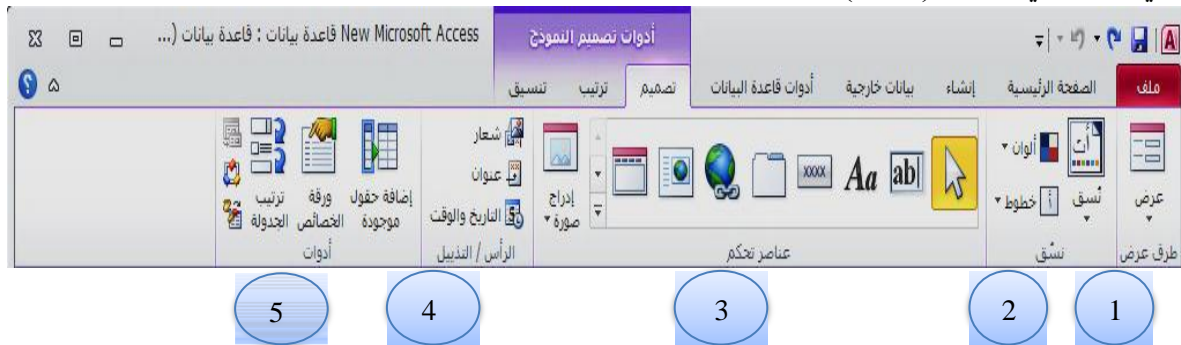 أدوات تصميم النموذج
New Microsoft Access قاعدة بيانات : قاعدة بيانات (...
ملف الصفحة الرئيسية إنشاء بيانات خارجية أدوات قاعدة البيانات تصميم ترتيب تنسيق
عرض
نُسق
ألوان
خطوط
Aa ab xxxx
إدراج صورة
شعار
عنوان
التاريخ والوقت
إضافة حقول موجودة
ورقة الخصائص
ترتيب الجدولة
طرق عرض نسُق عناصر تحكم الرأس / التذييل أدوات
1 2 3 4 5